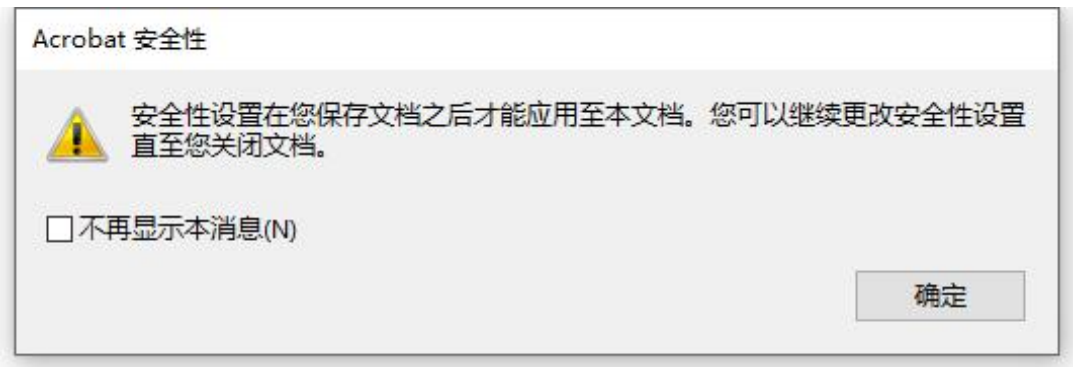 Acrobat 安全性
安全性设置在您保存文档之后才能应用至本文档。您可以继续更改安全性设置
直至您关闭文档。
不再显示本消息(N)
确定